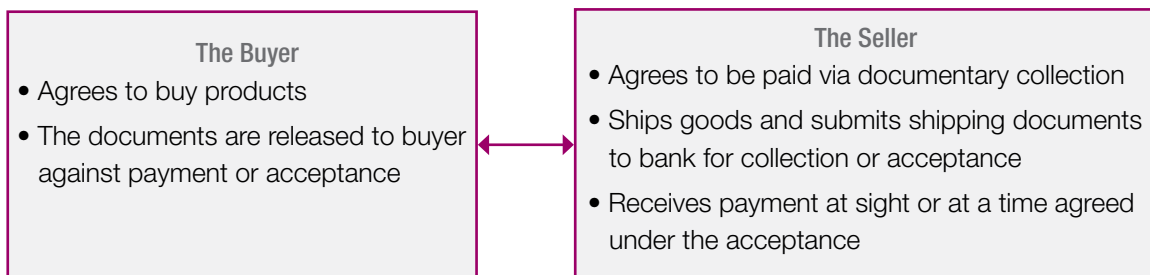 The Buyer
• Agrees to buy products
• The documents are released to buyer
against payment or acceptance
The Seller
• Agrees to be paid via documentary collection
• Ships goods and submits shipping documents
to bank for collection or acceptance
• Receives payment at sight or at a time agreed
under the acceptance